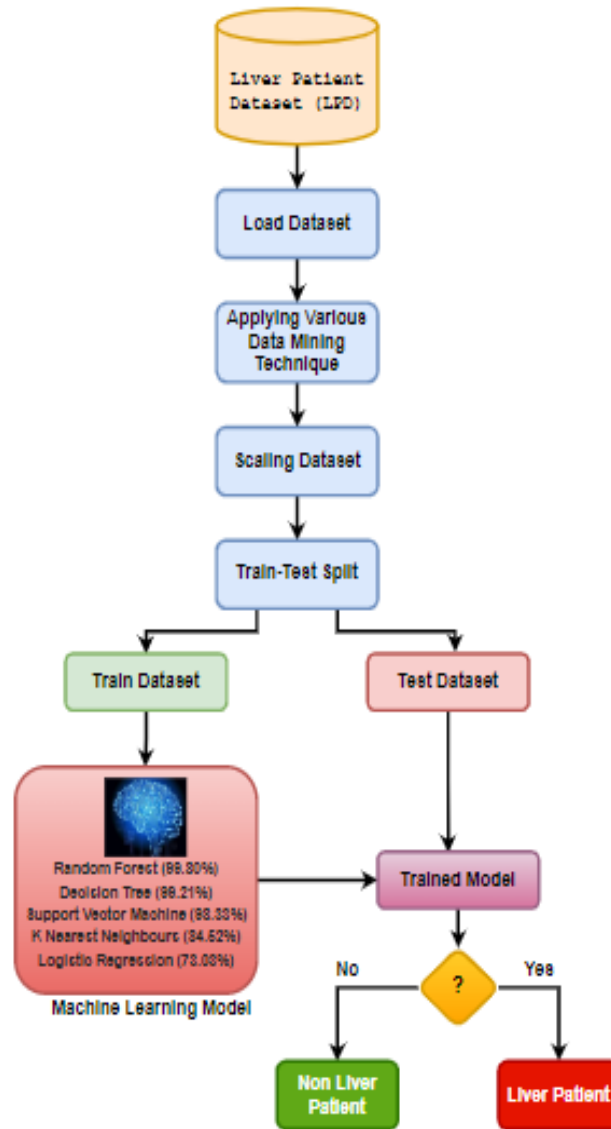 Liver Patient
Dataset (LPD)
Load Dataset
Applying Various
Data Mining
Technique
Scaling Dataset
Train-Test Split
Train Dataset
Test Dataset
Random Forest (99.80%)
Decision Tree (99.21%)
Support Vector Machine (98.33%)
K Nearest Neighbours (84.52%)
Logistic Regression (73.03%)
Machine Learning Model
Trained Model
?
No
Yes
Non Liver
Patient
Liver Patient